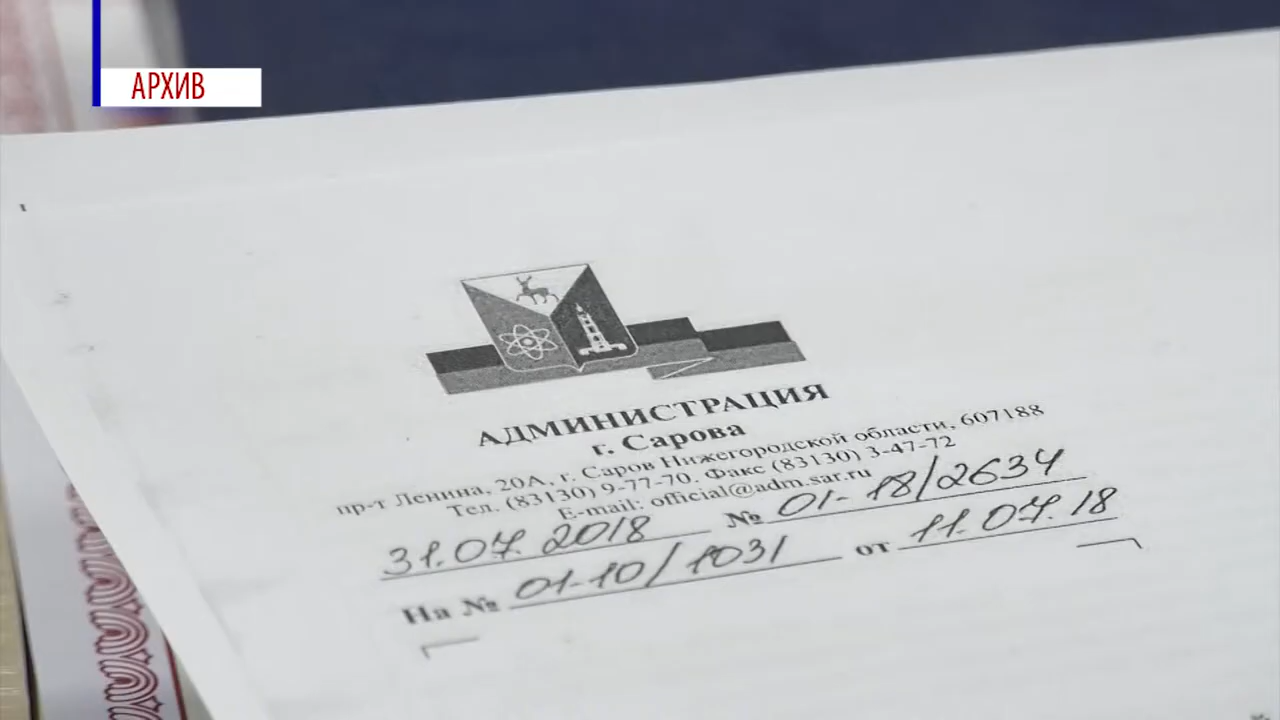 АРХИВ
АДМИНИСТРАЦИЯ
г. Сарова
пр-т Ленина, 20А, г. Саров Нижегородской области, 607188
Тел. (83130) 9-77-70. Факс (83130) 3-47-72
E-mail: official@adm.sar.ru
31.07.2018 № 01-18/2634
На № 01-10/1031 от 11.07.18